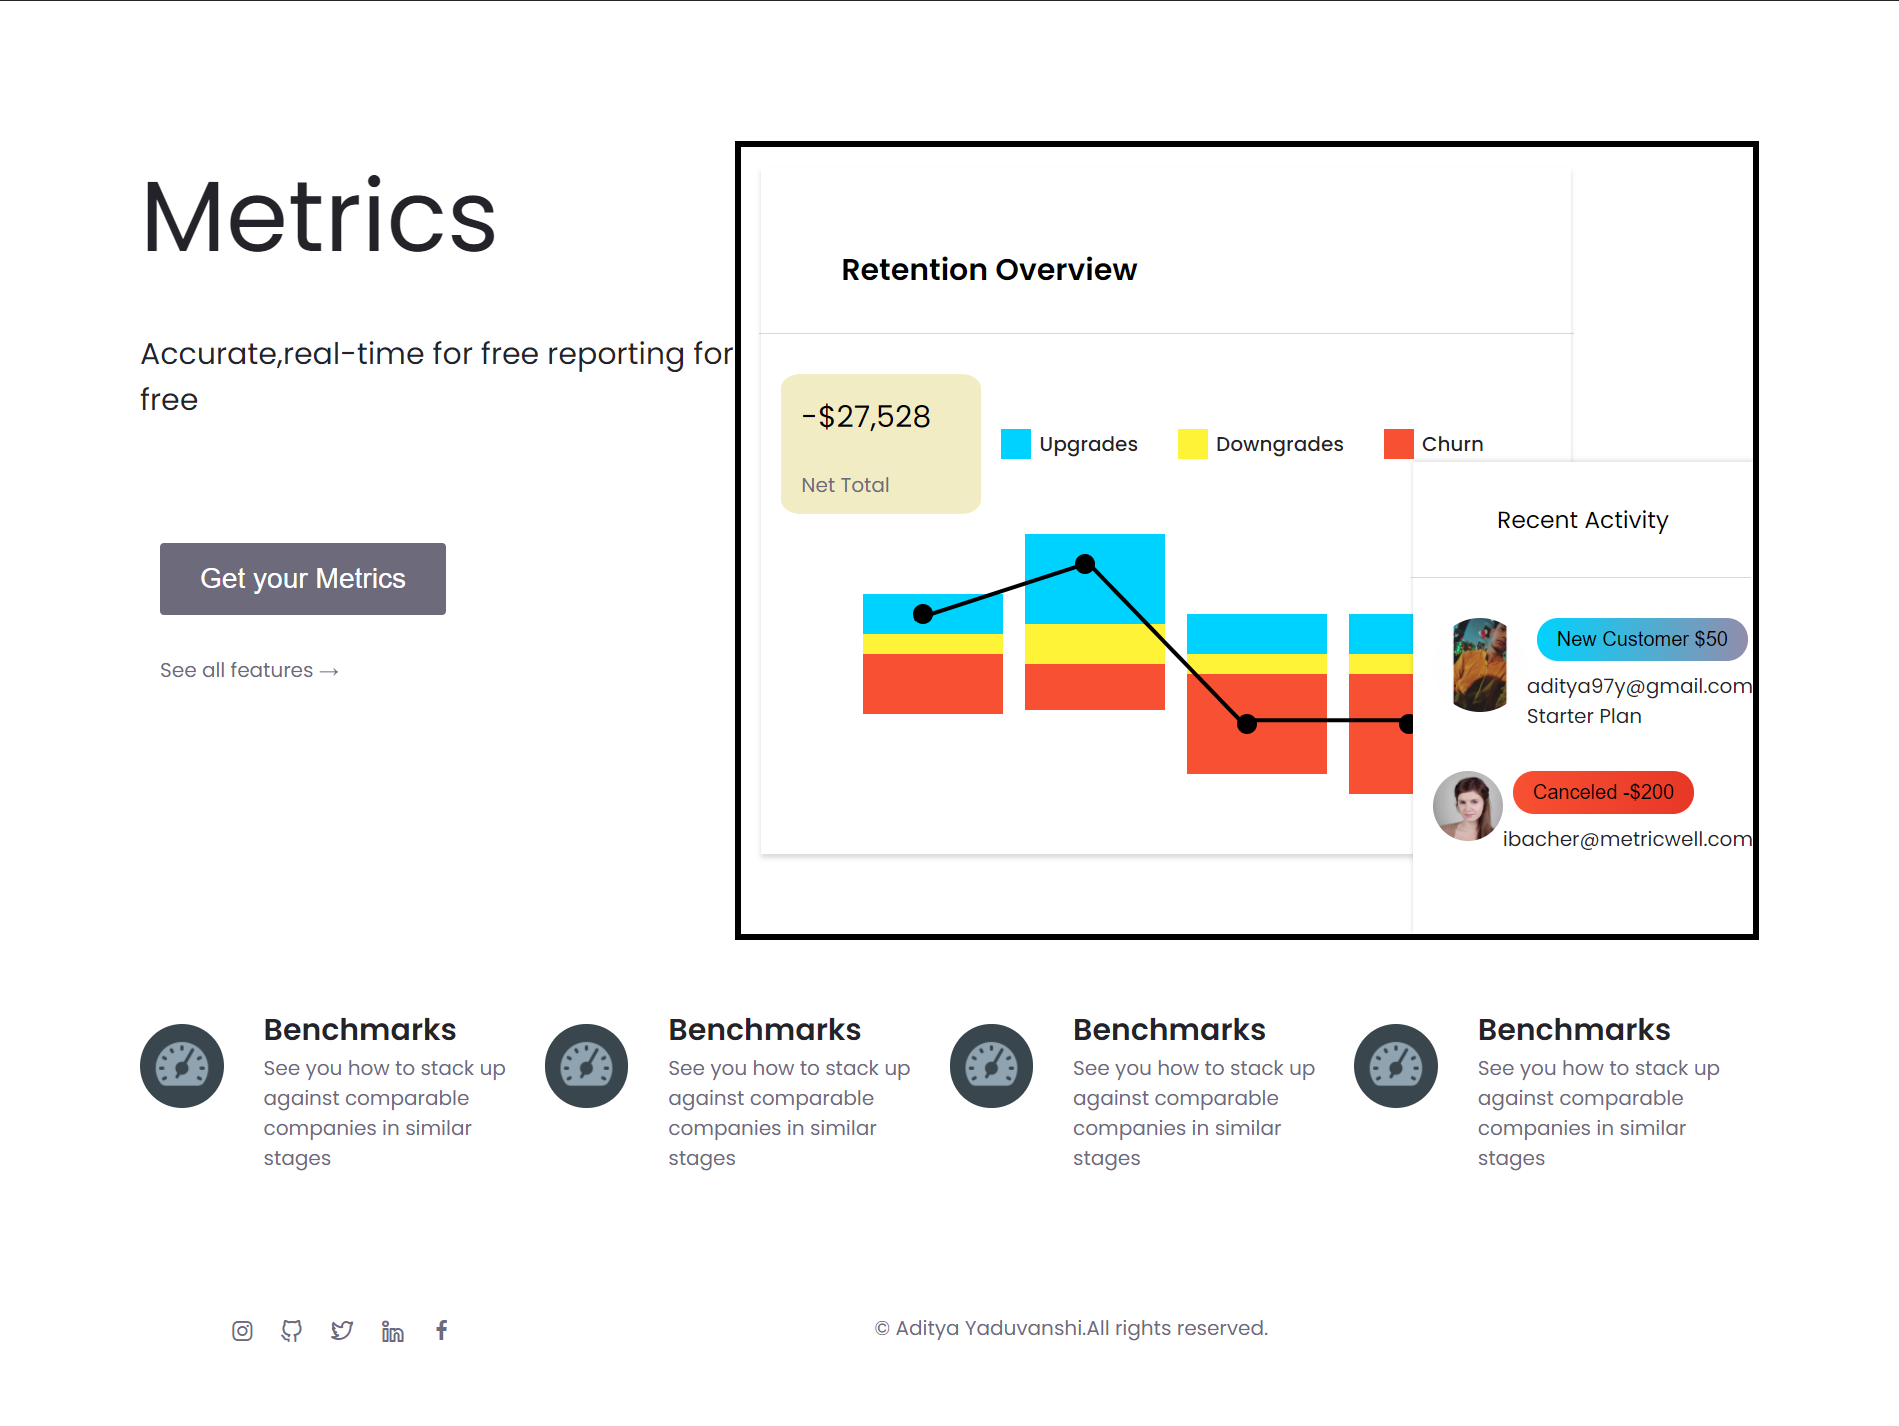 Metrics
Accurate,real-time for free reporting for
free
Get your Metrics
See all features →
Retention Overview
-$27,528
Net Total
Upgrades
Downgrades
Churn
Recent Activity
New Customer $50
aditya97y@gmail.com
Starter Plan
Canceled -$200
ibacher@metricwell.com
Benchmarks
See you how to stack up
against comparable
companies in similar
stages
Benchmarks
See you how to stack up
against comparable
companies in similar
stages
Benchmarks
See you how to stack up
against comparable
companies in similar
stages
Benchmarks
See you how to stack up
against comparable
companies in similar
stages
© Aditya Yaduvanshi.All rights reserved.